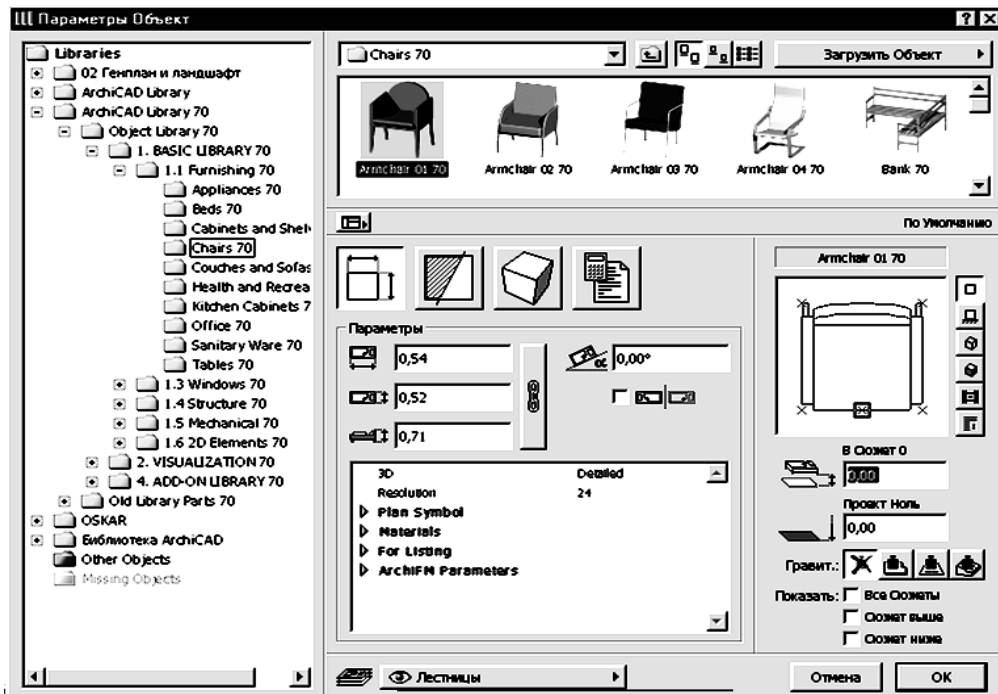 Параметры Объект
Libraries
02 Генплан и ландшафт
ArchiCAD Library
ArchiCAD Library 70
Object Library 70
1. BASIC LIBRARY 70
1.1 Furnishing 70
Appliances 70
Beds 70
Cabinets and Shelv
Chairs 70
Couches and Sofas
Health and Recrea
Kitchen Cabinets 7
Office 70
Sanitary Ware 70
Tables 70
1.3 Windows 70
1.4 Structure 70
1.5 Mechanical 70
1.6 2D Elements 70
2. VISUALIZATION 70
4. ADD-ON LIBRARY 70
Old Library Parts 70
OSKAR
Библиотека ArchiCAD
Other Objects
Missing Objects
Chairs 70
Загрузить Объект
Armchair 01 70
Armchair 02 70
Armchair 03 70
Armchair 04 70
Bank 70
По Умолчанию
Параметры
0,54
0,52
0,71
0,00°
3D Detailed
Resolution 24
Plan Symbol
Materials
For Listing
ArchiFM Parameters
Armchair 01 70
В Сюжет 0
0,00
Проект Ноль
0,00
Гравит.:
Показать: Все Сюжеты
Сюжет выше
Сюжет ниже
Лестницы
Отмена
OK